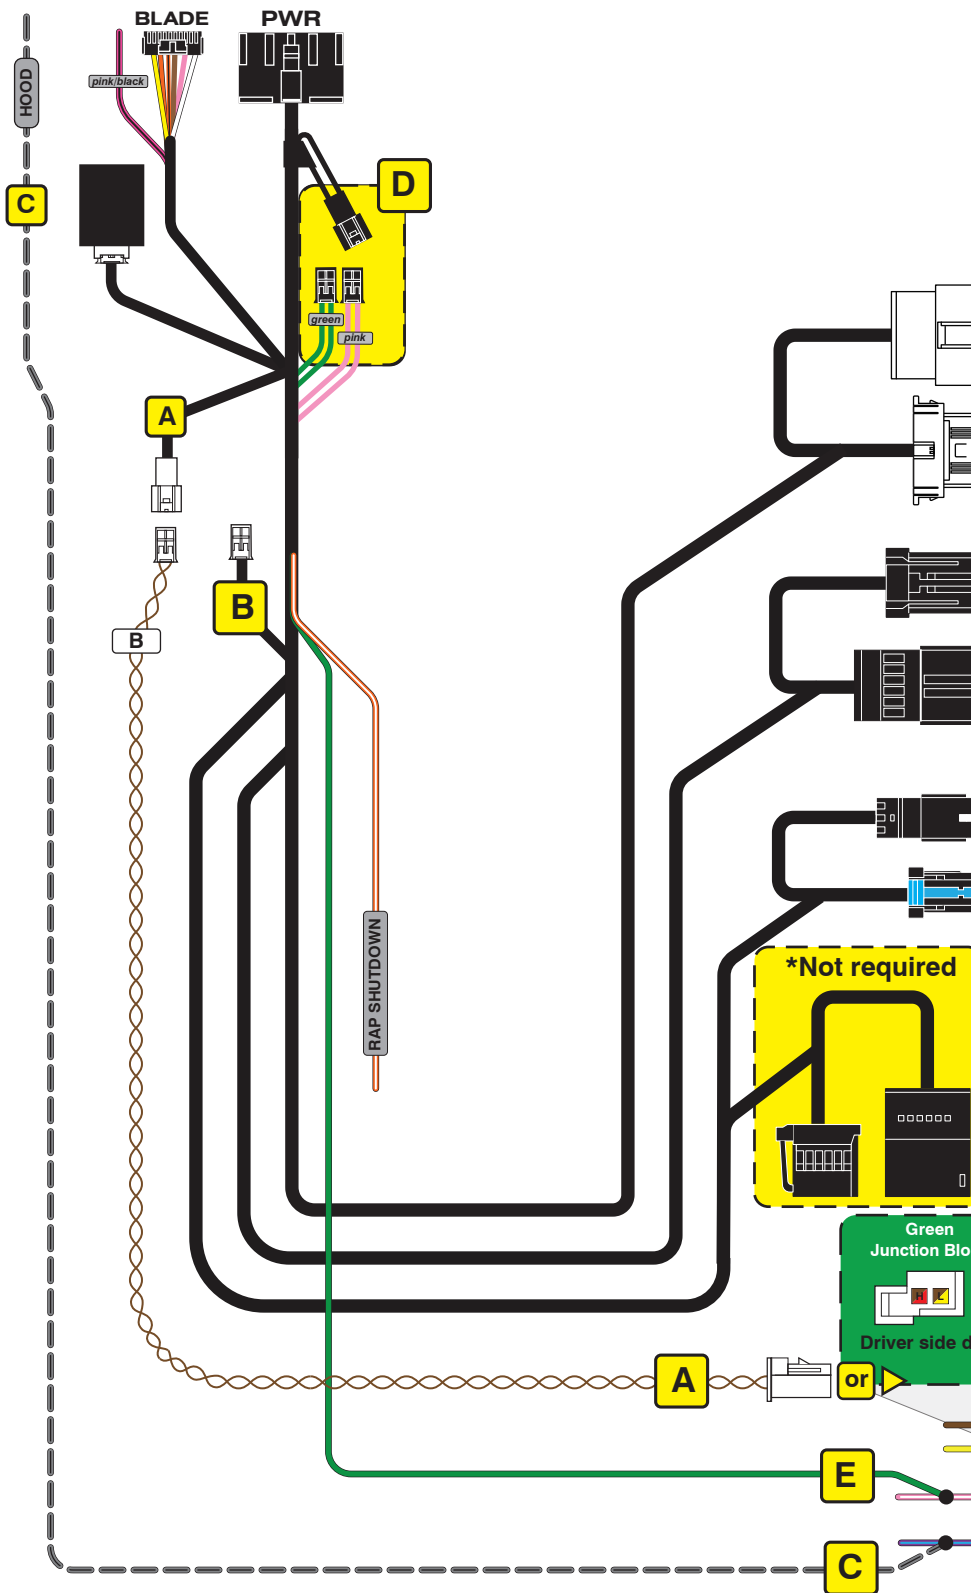 BLADE
PWR
HOOD
pink/black
D
C
green
pink
A
B
B
RAP SHUTDOWN
*Not required
Green
Junction Blo
H L
Driver side d
A
or
E
C